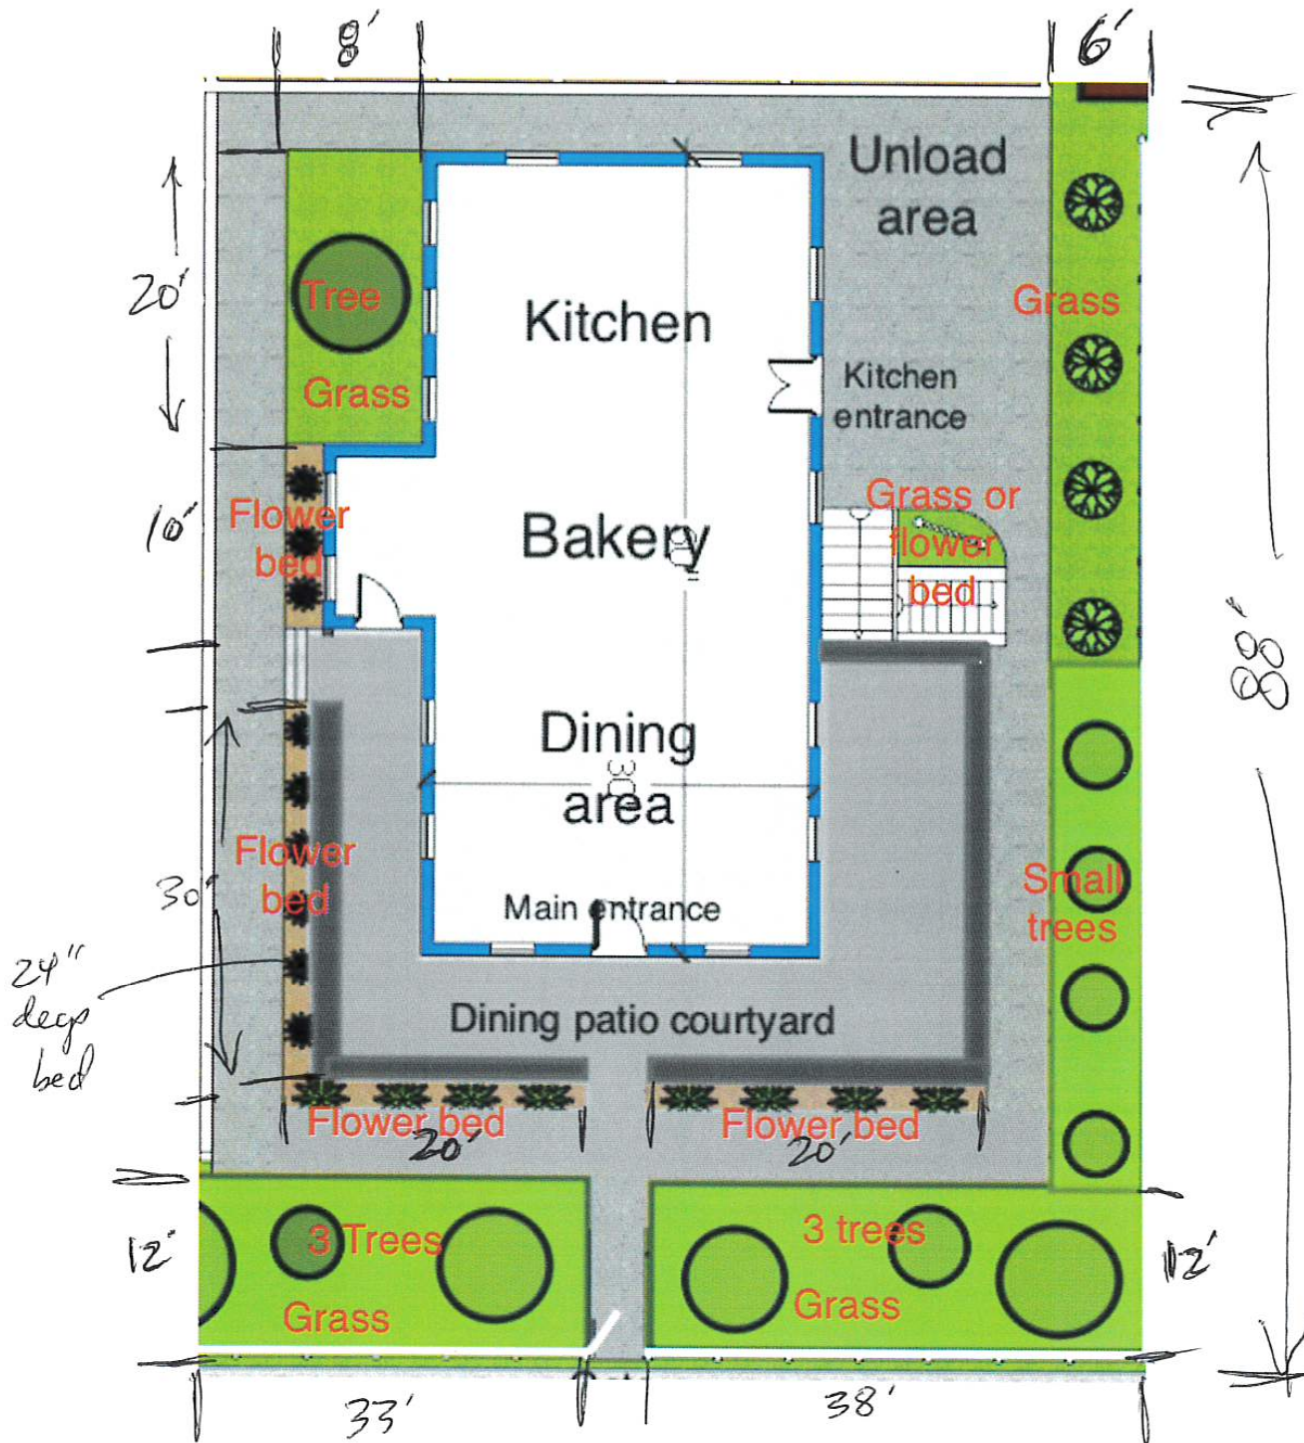 8'
6'
Unload
area
20'
Tree
Kitchen
Grass
Grass
Kitchen
entrance
10'
Flower
bed
Bakery
Grass or
flower
bed
88'
Dining
area
30
Flower
bed
30'
Small
trees
Main entrance
24"
deep
bed
Dining patio courtyard
Flower bed
Flower bed
20'
20'
12'
3 Trees
Grass
3 trees
Grass
12'
33'
38'